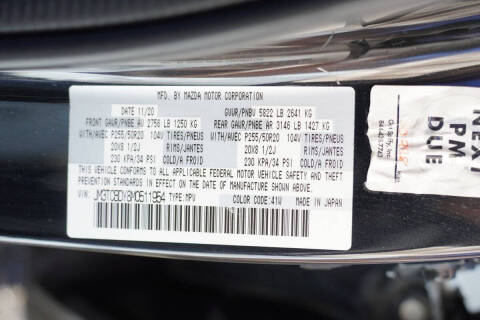 MFG. BY MAZDA MOTOR CORPORATION
DATE 11/20 GVWR/PNBV 5822 LB 2641 KG
FRONT GAWR/PNBE AV 2756 LB 1250 KG REAR GAWR/PNBE AR 3146 LB 1427 KG
WITH/AVEC P255/50R20 104V TIRES/PNEUS WITH/AVEC P255/50R20 104V TIRES/PNEUS
20X8 1/2J RIMS/JANTES 20X8 1/2J RIMS/JANTES
230 KPA/34 PSI COLD/A FROID 230 KPA/34 PSI COLD/A FROID
THIS VEHICLE CONFORMS TO ALL APPLICABLE FEDERAL MOTOR VEHICLE SAFETY
AND THEFT PREVENTION STANDARDS IN EFFECT ON THE DATE OF MANUFACTURE SHOWN ABOVE.
VIN: JM3TCBDY3M0511954 TYPE: MPV COLOR CODE: 41W MADE IN JAPAN
NEXT
PM
DUE